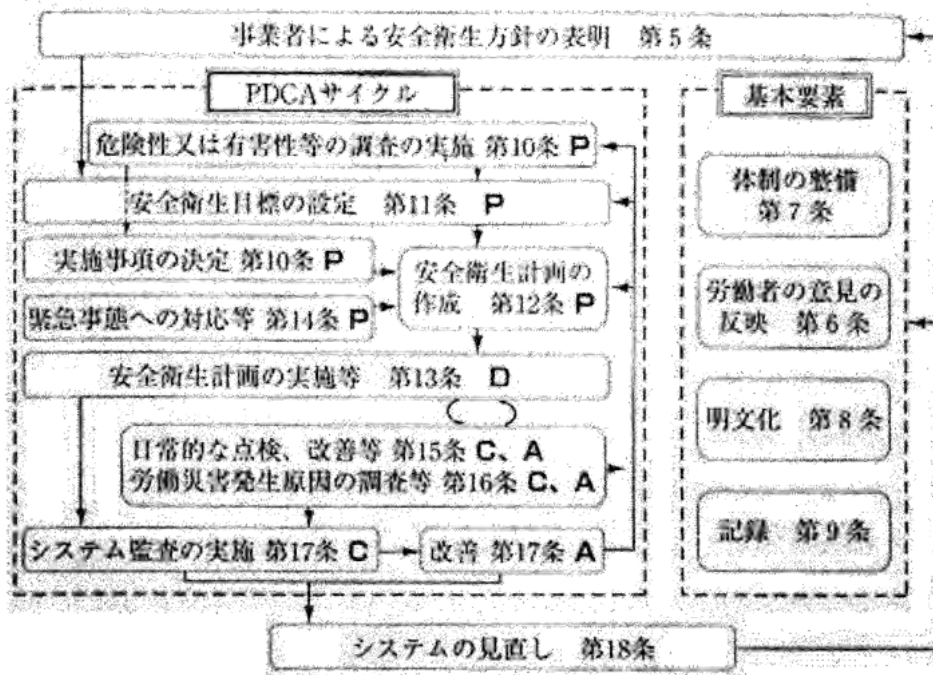 事業者による安全衛生方針の表明 第5条
PDCAサイクル
危険性又は有害性等の調査の実施 第10条 P
安全衛生目標の設定 第11条 P
実施事項の決定 第10条 P
安全衛生計画の
作成 第12条 P
緊急事態への対応等 第14条 P
安全衛生計画の実施等 第13条 D
日常的な点検、改善等 第15条 C、A
労働災害発生原因の調査等 第16条 C、A
システム監査の実施 第17条 C
改善 第17条 A
基本要素
体制の整備
第7条
労働者の意見の
反映 第6条
明文化 第8条
記録 第9条
システムの見直し 第18条